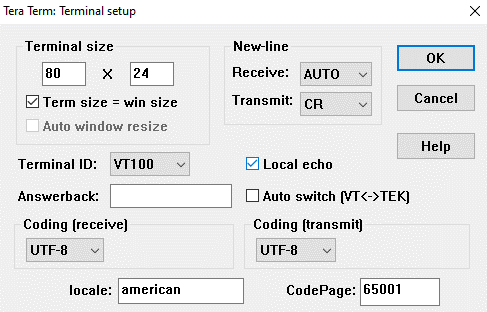 Tera Term: Terminal setup
Terminal size
80 X 24
Term size = win size
Auto window resize
New-line
Receive: AUTO
Transmit: CR
OK
Cancel
Help
Terminal ID: VT100
Local echo
Answerback:
Auto switch (VT<->TEK)
Coding (receive)
UTF-8
Coding (transmit)
UTF-8
locale: american
CodePage: 65001